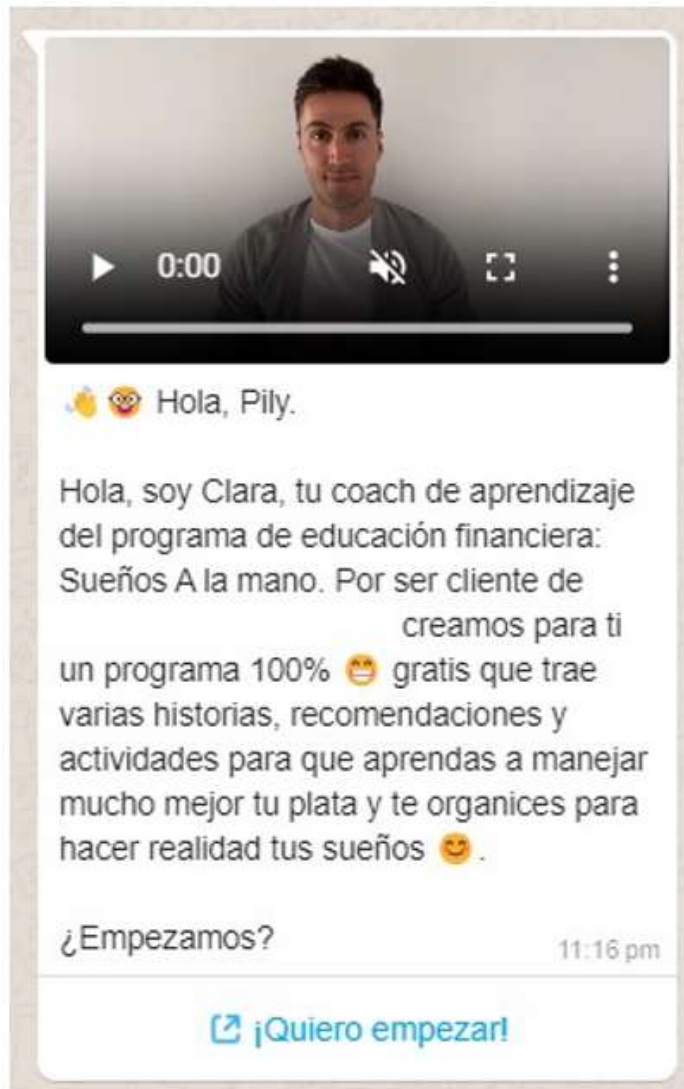 0:00
👋 🤓 Hola, Pily.
Hola, soy Clara, tu coach de aprendizaje
del programa de educación financiera:
Sueños A la mano. Por ser cliente de
creamos para ti
un programa 100% 😁 gratis que trae
varias historias, recomendaciones y
actividades para que aprendas a manejar
mucho mejor tu plata y te organices para
hacer realidad tus sueños 😊.
¿Empezamos?
11:16 pm
¡Quiero empezar!